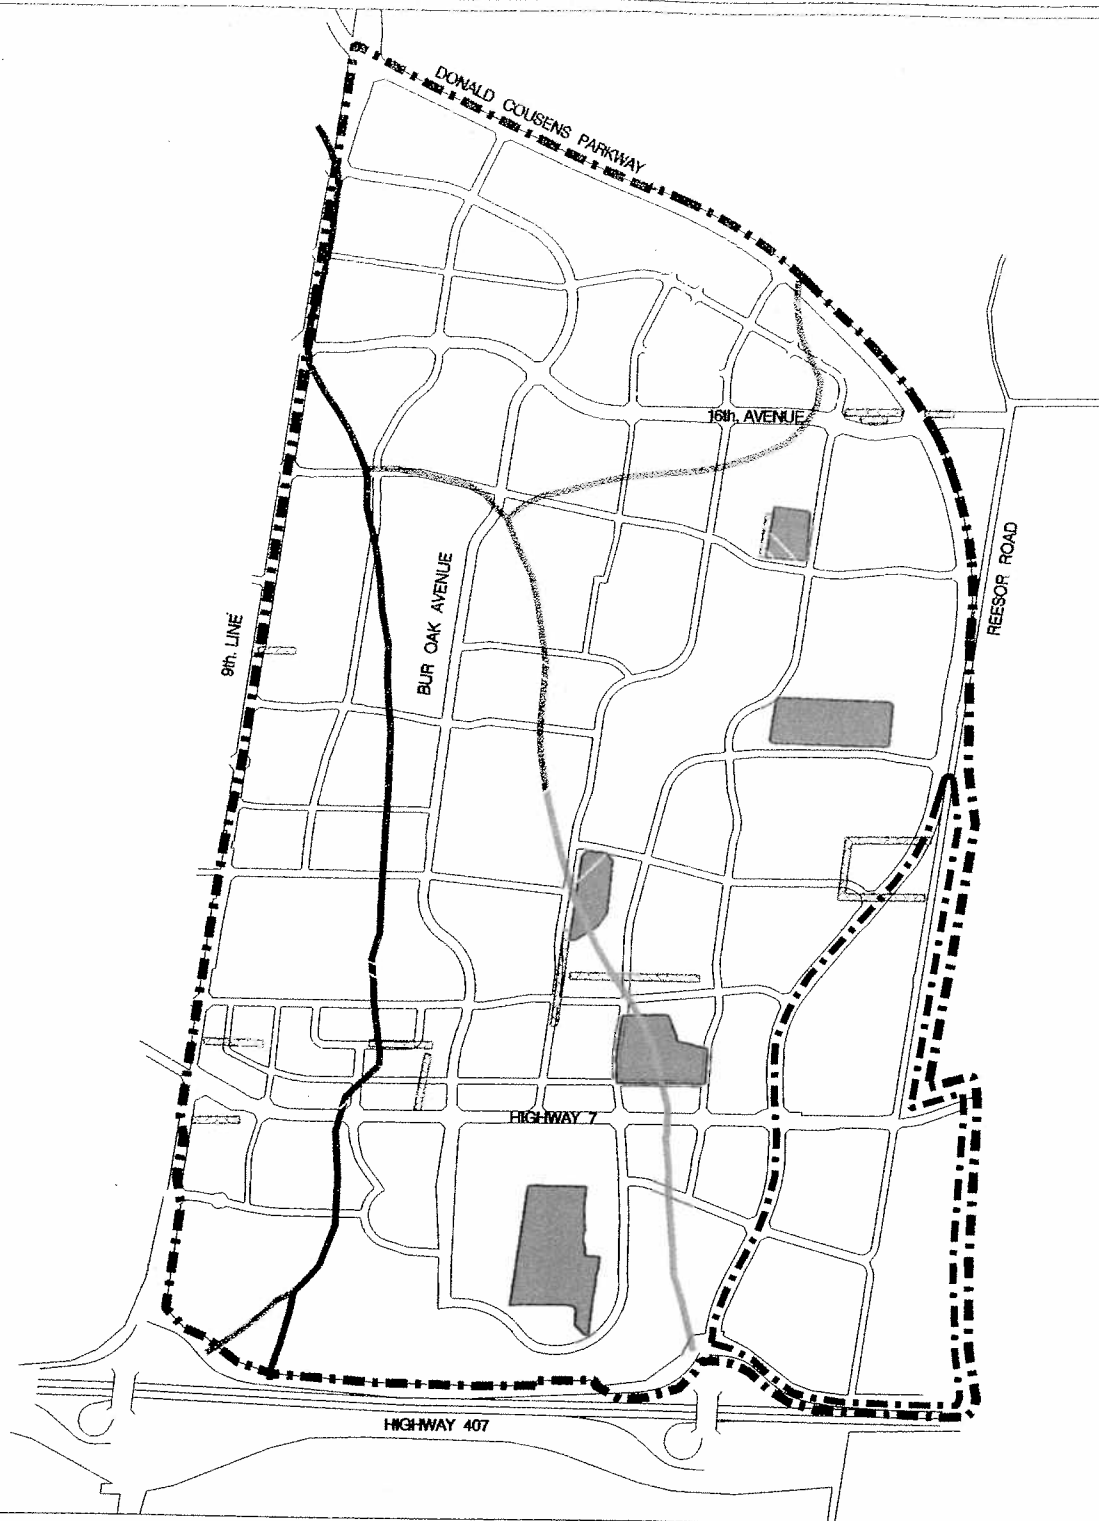 DONALD COUSENS PARKWAY
16th. AVENUE
REESOR ROAD
BUR OAK AVENUE
9th. LINE
HIGHWAY 7
HIGHWAY 407